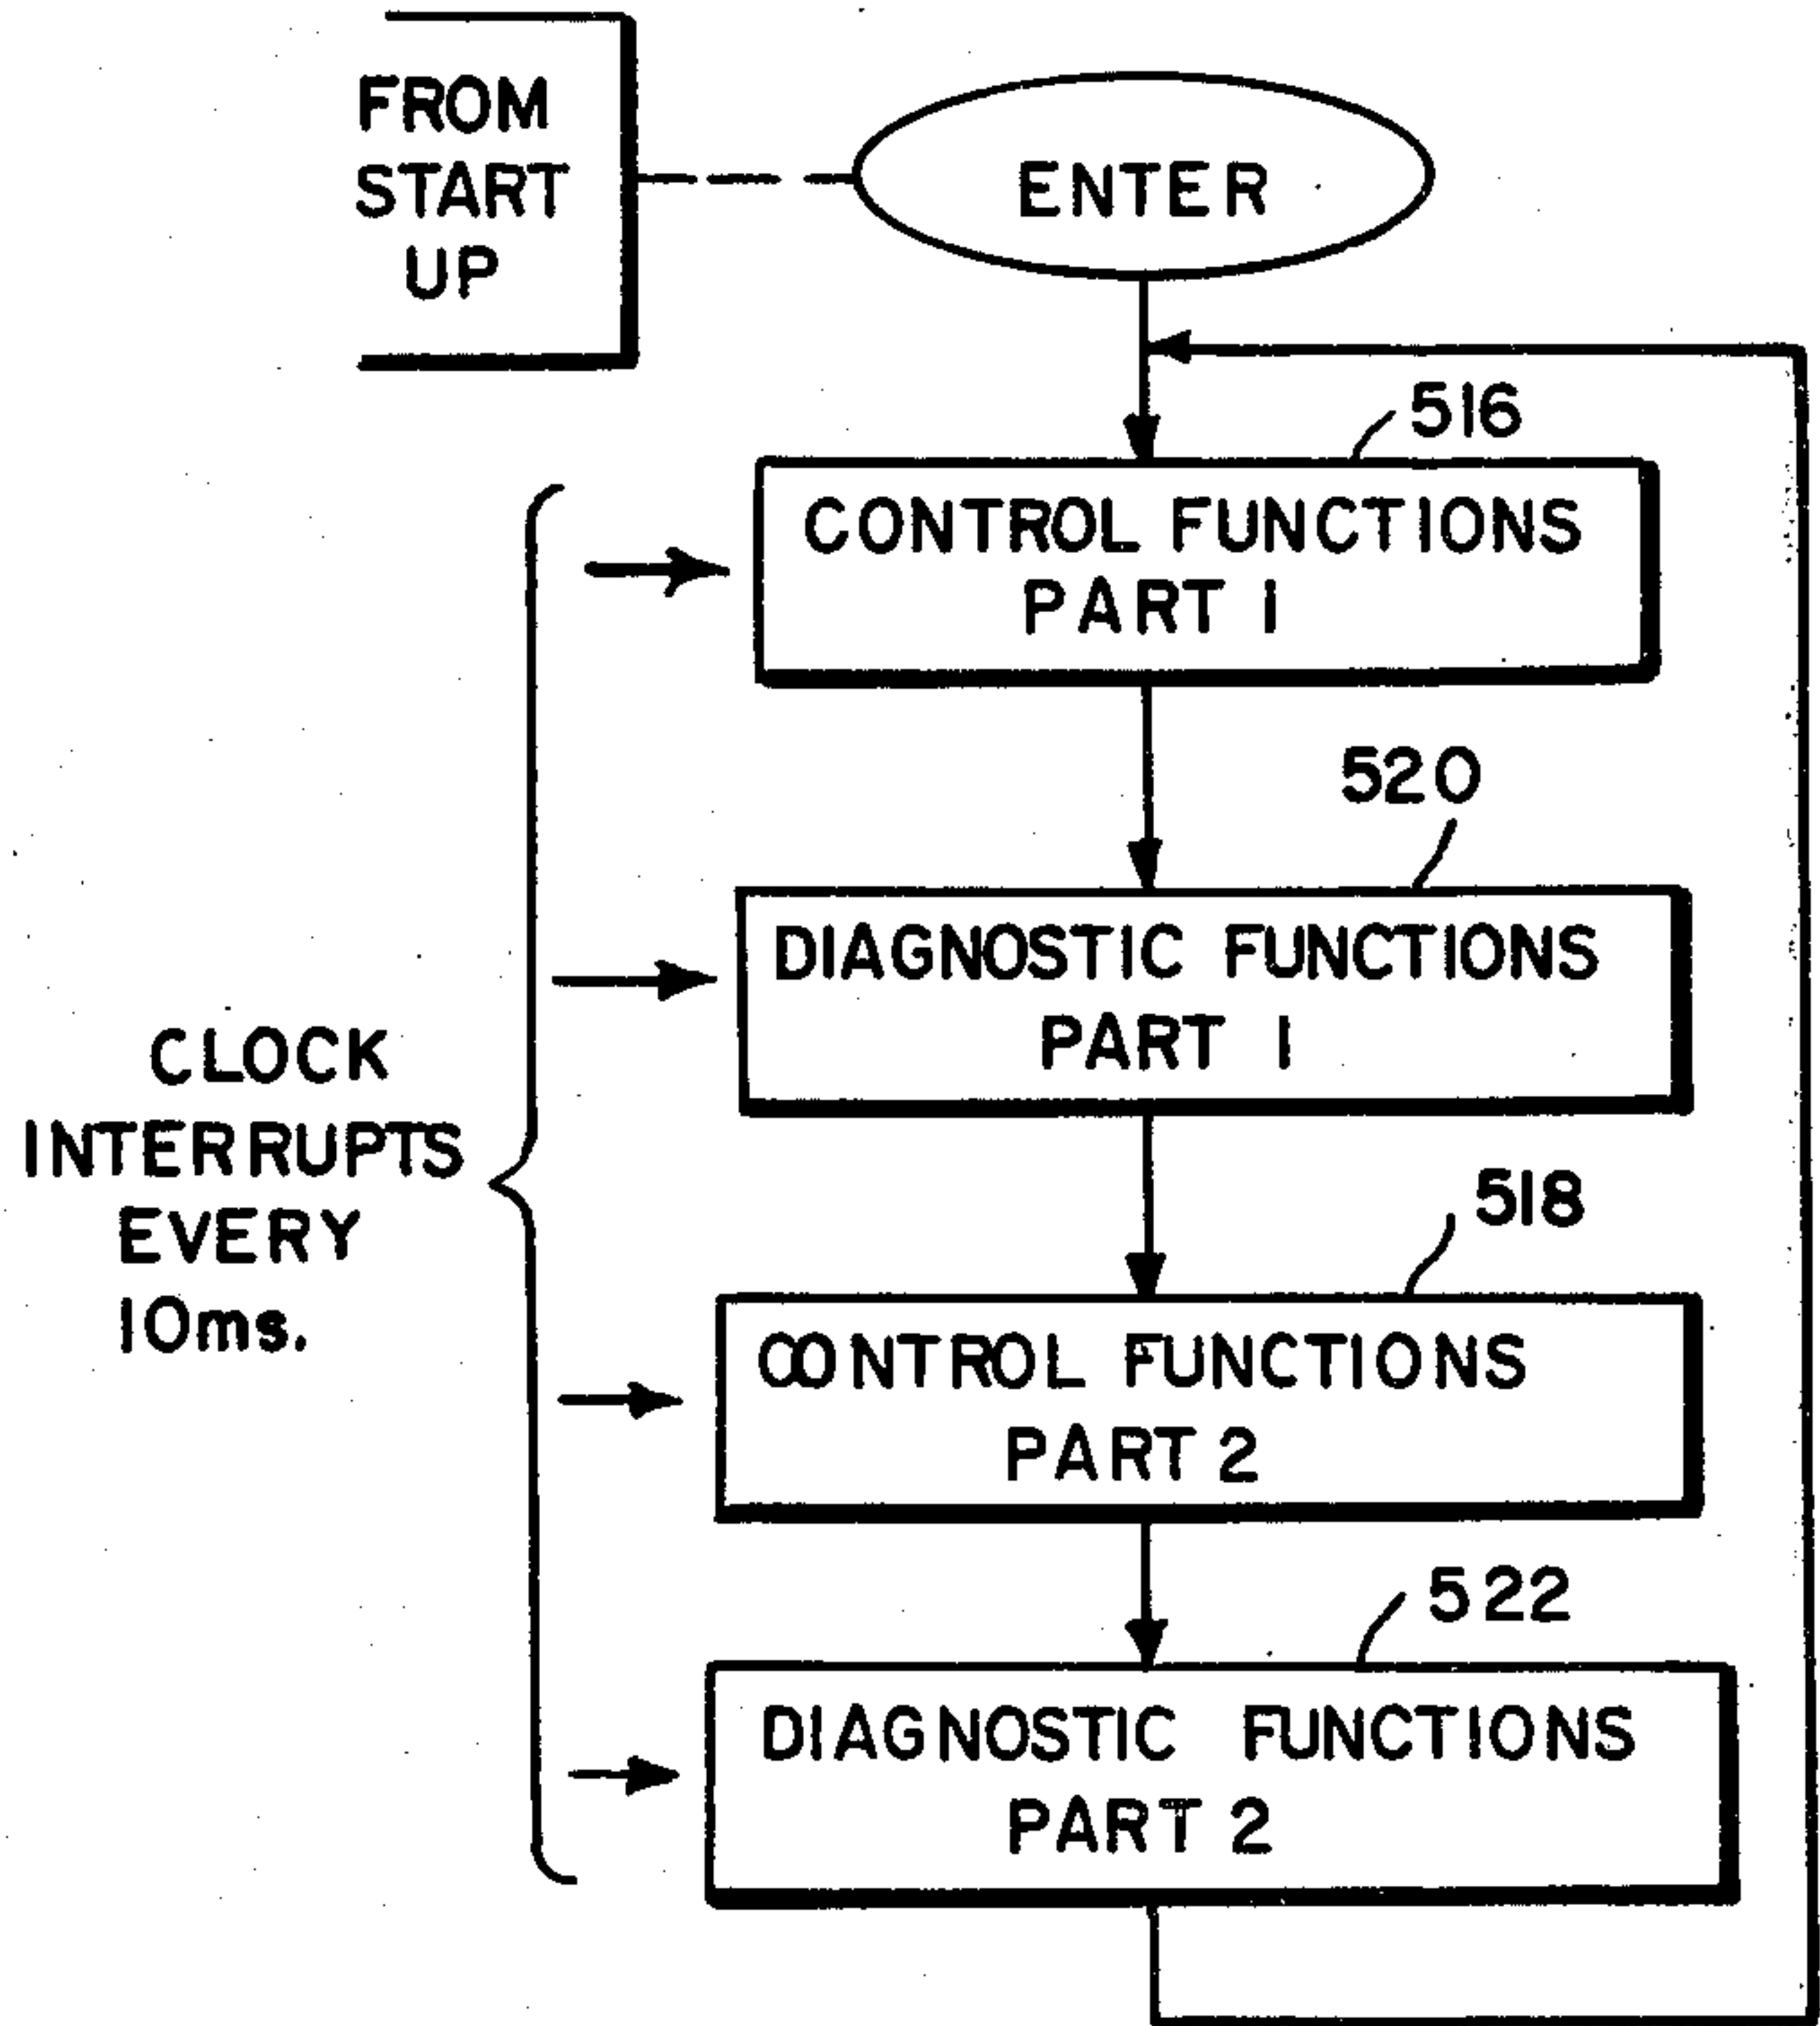 FROM
START
UP
ENTER
516
CONTROL FUNCTIONS
PART 1
520
DIAGNOSTIC FUNCTIONS
PART 1
CLOCK
INTERRUPTS
EVERY
10ms.
518
CONTROL FUNCTIONS
PART 2
522
DIAGNOSTIC FUNCTIONS
PART 2